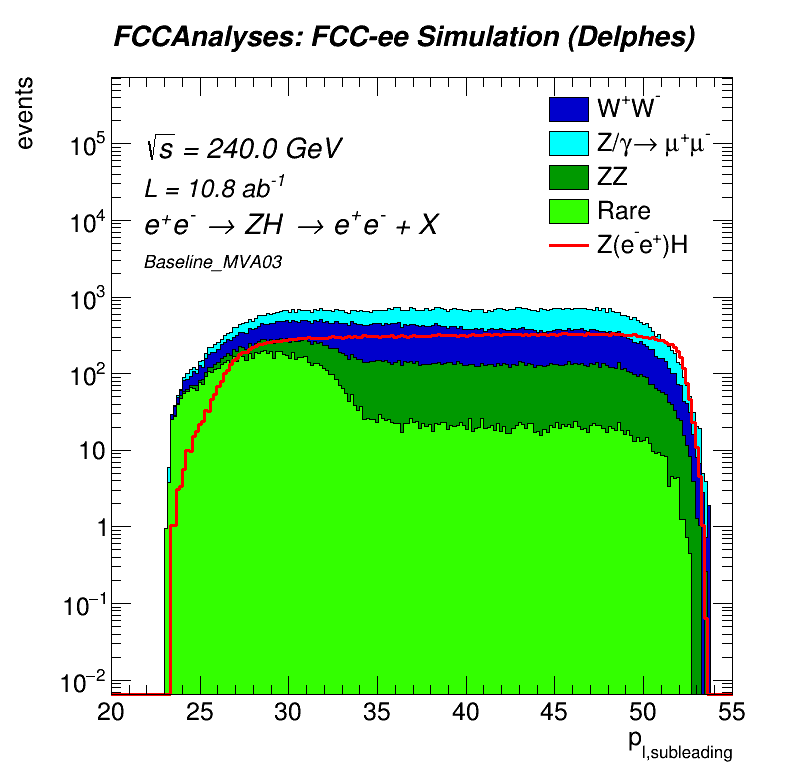 FCCAnalyses: FCC-ee Simulation (Delphes)
events
√s = 240.0 GeV
L = 10.8 ab⁻¹
e⁺e⁻ → ZH → e⁺e⁻ + X
Baseline_MVA03
W⁺W⁻
Z/γ→ μ⁺μ⁻
ZZ
Rare
Z(e⁻e⁺)H
10⁵
10⁴
10³
10²
10
1
10⁻¹
10⁻²
20 25 30 35 40 45 50 55
p_l,subleading